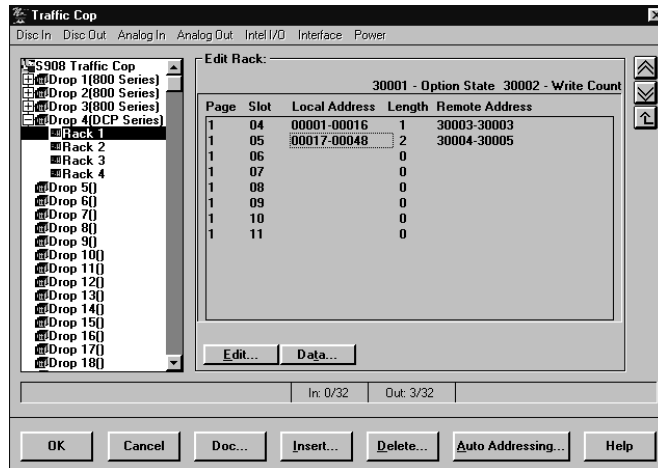 Traffic Cop
Disc In Disc Out Analog In Analog Out Intel I/O Interface Power
S908 Traffic Cop
Drop 1(800 Series)
Drop 2(800 Series)
Drop 3(800 Series)
Drop 4(DCP Series)
Rack 1
Rack 2
Rack 3
Rack 4
Drop 5()
Drop 6()
Drop 7()
Drop 8()
Drop 9()
Drop 10()
Drop 11()
Drop 12()
Drop 13()
Drop 14()
Drop 15()
Drop 16()
Drop 17()
Drop 18()
Edit Rack:
30001 - Option State 30002 - Write Count
Page Slot Local Address Length Remote Address
1 04 00001-00016 1 30003-30003
1 05 00017-00048 2 30004-30005
1 06 0
1 07 0
1 08 0
1 09 0
1 10 0
1 11 0
Edit... Data...
In: 0/32 Out: 3/32
OK Cancel Doc... Insert... Delete... Auto Addressing... Help